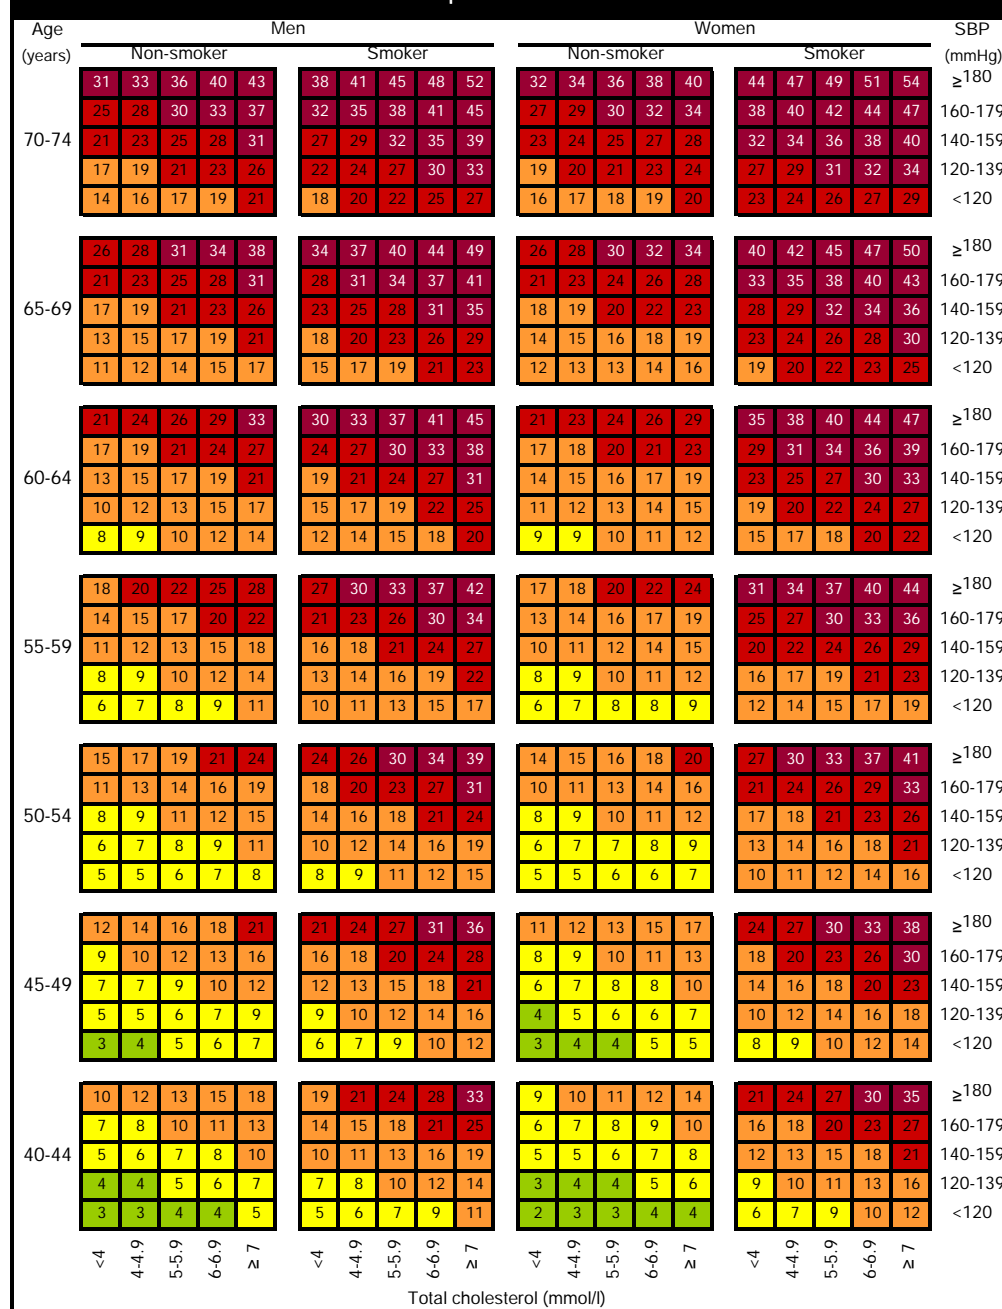 Age Men Women SBP
(years) Non-smoker Smoker Non-smoker Smoker (mmHg)
31 33 36 40 43 38 41 45 48 52 32 34 36 38 40 44 47 49 51 54 ≥180
25 28 30 33 37 32 35 38 41 45 27 29 30 32 34 38 40 42 44 47 160-179
70-74 21 23 25 28 31 27 29 32 35 39 23 24 25 27 28 32 34 36 38 40 140-159
17 19 21 23 26 22 24 27 30 33 19 20 21 23 24 27 29 31 32 34 120-139
14 16 17 19 21 18 20 22 25 27 16 17 18 19 20 23 24 26 27 29 <120
26 28 31 34 38 34 37 40 44 49 26 28 30 32 34 40 42 45 47 50 ≥180
21 23 25 28 31 28 31 34 37 41 21 23 24 26 28 33 35 38 40 43 160-179
65-69 17 19 21 23 26 23 25 28 31 35 18 19 20 22 23 28 29 32 34 36 140-159
13 15 17 19 21 18 20 23 26 29 14 15 16 18 19 23 24 26 28 30 120-139
11 12 14 15 17 15 17 19 21 23 12 13 13 14 16 19 20 22 23 25 <120
21 24 26 29 33 30 33 37 41 45 21 23 24 26 29 35 38 40 44 47 ≥180
17 19 21 24 27 24 27 30 33 38 17 18 20 21 23 29 31 34 36 39 160-179
60-64 13 15 17 19 21 19 21 24 27 31 14 15 16 17 19 23 25 27 30 33 140-159
10 12 13 15 17 15 17 19 22 25 11 12 13 14 15 19 20 22 24 27 120-139
8 9 10 12 14 12 14 15 18 20 9 9 10 11 12 15 17 18 20 22 <120
18 20 22 25 28 27 30 33 37 42 17 18 20 22 24 31 34 37 40 44 ≥180
14 15 17 20 22 21 23 26 30 34 13 14 16 17 19 25 27 30 33 36 160-179
55-59 11 12 13 15 18 16 18 21 24 27 10 11 12 14 15 20 22 24 26 29 140-159
8 9 10 12 14 13 14 16 19 22 8 9 10 11 12 16 17 19 21 23 120-139
6 7 8 9 11 10 11 13 15 17 6 7 8 8 9 12 14 15 17 19 <120
15 17 19 21 24 24 26 30 34 39 14 15 16 18 20 27 30 33 37 41 ≥180
11 13 14 16 19 18 20 23 27 31 10 11 13 14 16 21 24 26 29 33 160-179
50-54 8 9 11 12 15 14 16 18 21 24 8 9 10 11 12 17 18 21 23 26 140-159
6 7 8 9 11 10 12 14 16 19 6 7 7 8 9 13 14 16 18 21 120-139
5 5 6 7 8 8 9 11 12 15 5 5 6 6 7 10 11 12 14 16 <120
12 14 16 18 21 21 24 27 31 36 11 12 13 15 17 24 27 30 33 38 ≥180
9 10 12 13 16 16 18 20 24 28 8 9 10 11 13 18 20 23 26 30 160-179
45-49 7 7 9 10 12 12 13 15 18 21 6 7 8 8 10 14 16 18 20 23 140-159
5 5 6 7 9 9 10 12 14 16 4 5 6 6 7 10 12 14 16 18 120-139
3 4 5 6 7 6 7 9 10 12 3 4 4 5 5 8 9 10 12 14 <120
10 12 13 15 18 19 21 24 28 33 9 10 11 12 14 21 24 27 30 35 ≥180
7 8 10 11 13 14 15 18 21 25 6 7 8 9 10 16 18 20 23 27 160-179
40-44 5 6 7 8 10 10 11 13 16 19 5 5 6 7 8 12 13 15 18 21 140-159
4 4 5 6 7 7 8 10 12 14 3 4 4 5 6 9 10 11 13 16 120-139
3 3 4 4 5 5 6 7 9 11 2 3 3 4 4 6 7 9 10 12 <120
<4 4-4.9 5-5.9 6-6.9 ≥ 7 <4 4-4.9 5-5.9 6-6.9 ≥ 7 <4 4-4.9 5-5.9 6-6.9 ≥ 7 <4 4-4.9 5-5.9 6-6.9 ≥ 7
Total cholesterol (mmol/l)